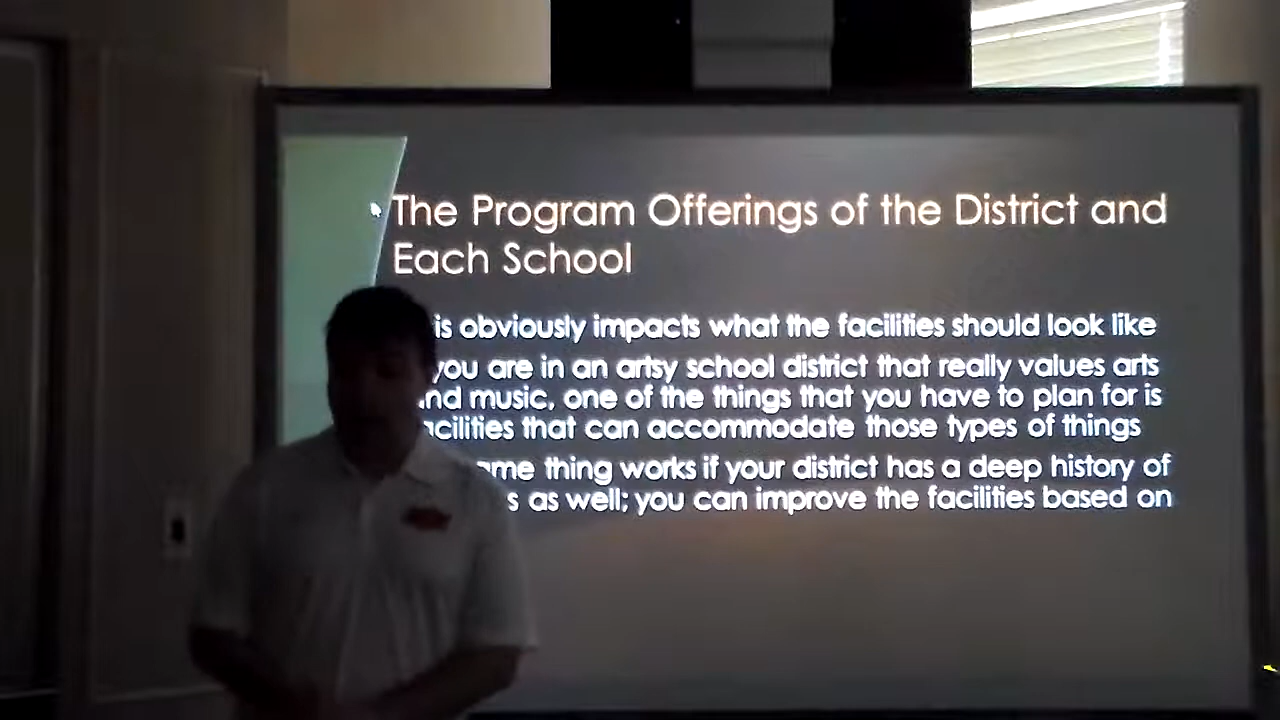 The Program Offerings of the District and
Each School
is obviously impacts what the facilities should look like
you are in an artsy school district that really values arts
nd music, one of the things that you have to plan for is
acilities that can accommodate those types of things
ame thing works if your district has a deep history of
s as well; you can improve the facilities based on